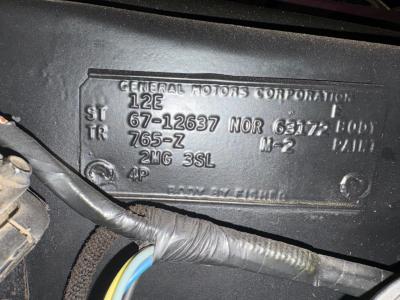 GENERAL MOTORS CORPORATION
12E E
ST 67-12637 NOR 63172 BODY
TR 765-Z M-2 PAINT
2MG 3SL
4P
BODY BY FISHER